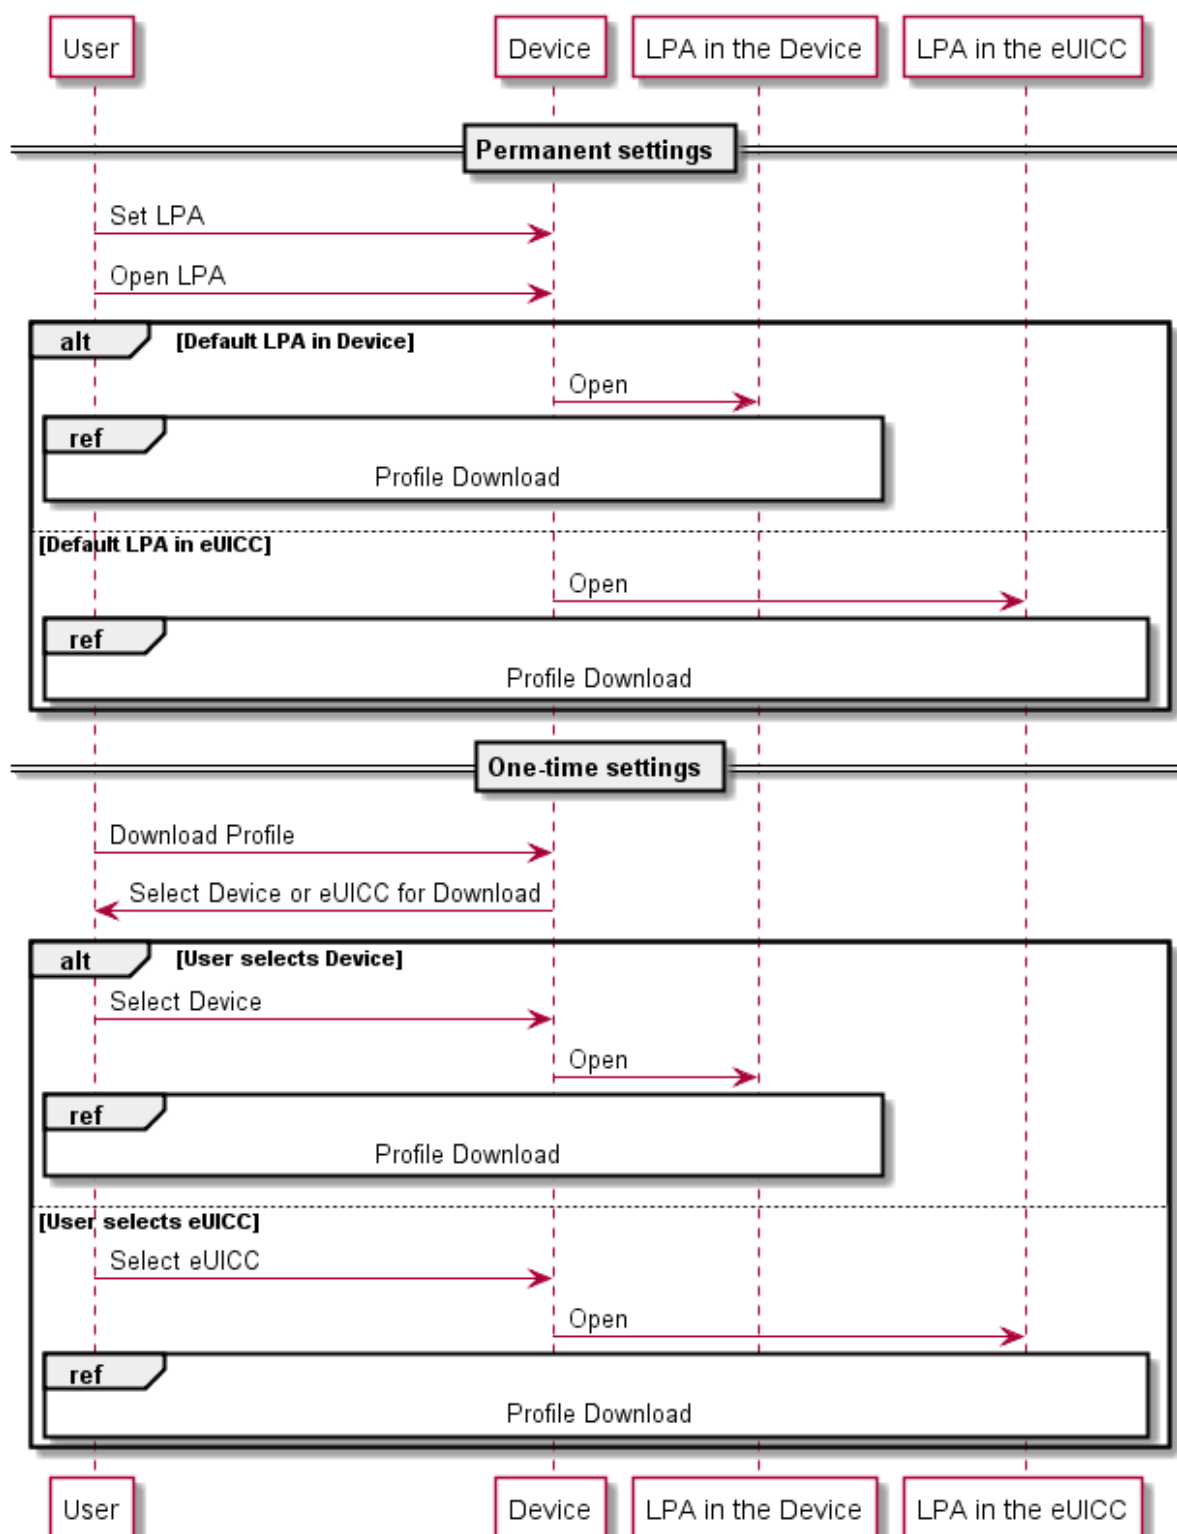 User
Device
LPA in the Device
LPA in the eUICC
Permanent settings
Set LPA
Open LPA
alt
[Default LPA in Device]
Open
ref
Profile Download
[Default LPA in eUICC]
Open
ref
Profile Download
One-time settings
Download Profile
Select Device or eUICC for Download
alt
[User selects Device]
Select Device
Open
ref
Profile Download
[User selects eUICC]
Select eUICC
Open
ref
Profile Download
User
Device
LPA in the Device
LPA in the eUICC